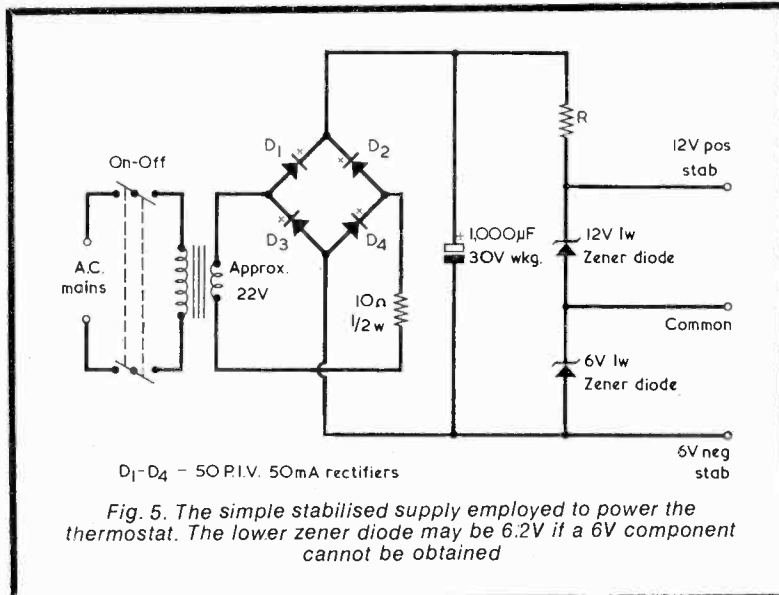 On-Off
A.C.
mains
Approx.
22V
D1
D2
D3
D4
10Ω
1/2w
+
1,000µF
30V wkg.
R
12V pos
stab
12V 1w
Zener diode
Common
6V 1w
Zener diode
6V neg
stab
D1-D4 – 50 P.I.V. 50mA rectifiers
Fig. 5. The simple stabilised supply employed to power the
thermostat. The lower zener diode may be 6.2V if a 6V component
cannot be obtained